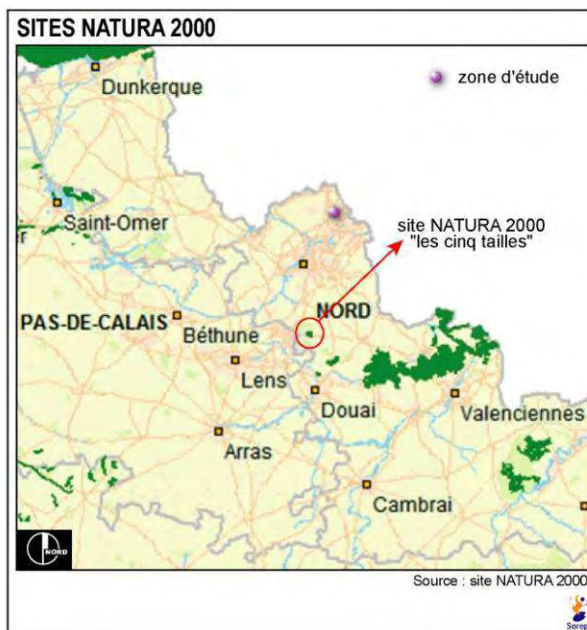 SITES NATURA 2000
zone d'étude
Dunkerque
Saint-Omer
er
site NATURA 2000
"les cinq tailles"
NORD
PAS-DE-CALAIS
Béthune
Lens
Douai
Valenciennes
Arras
Cambrai
NORD
Source : site NATURA 2000